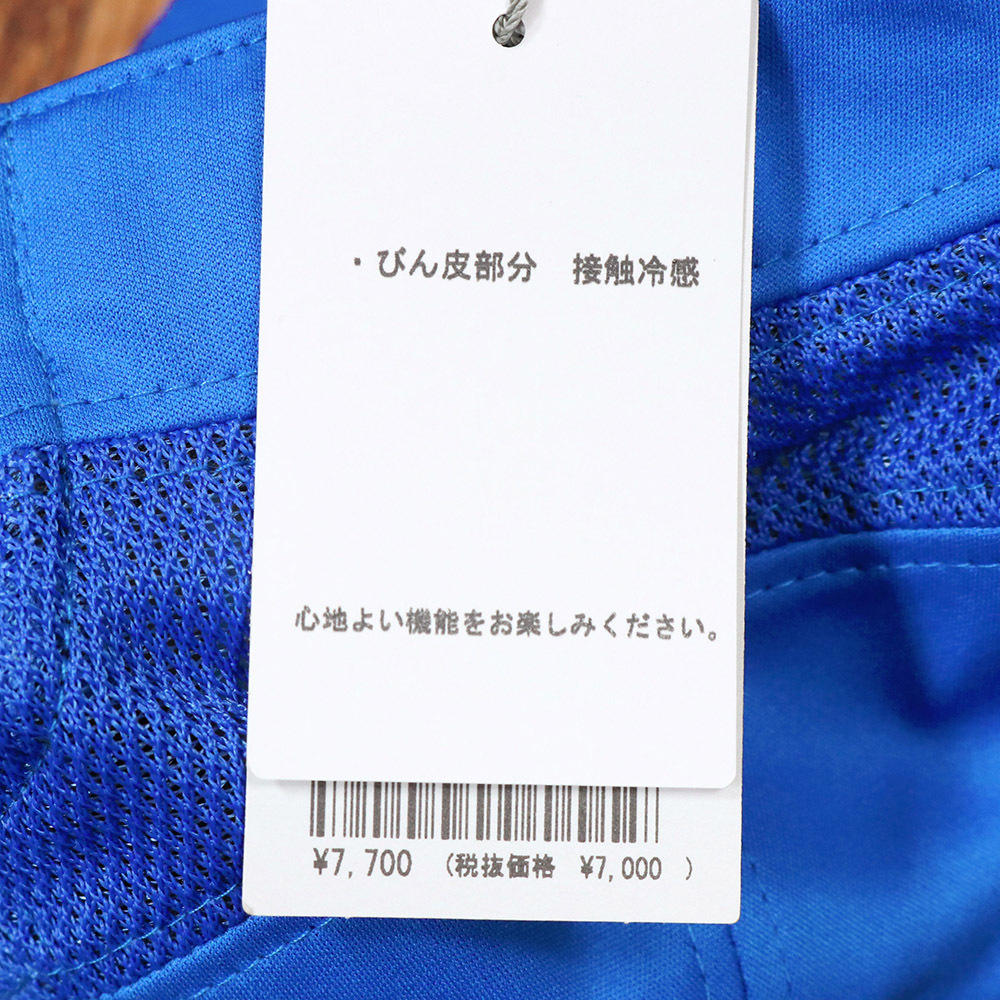 ・びん皮部分　接触冷感
心地よい機能をお楽しみください。
¥7,700 (税抜価格 ¥7,000 )